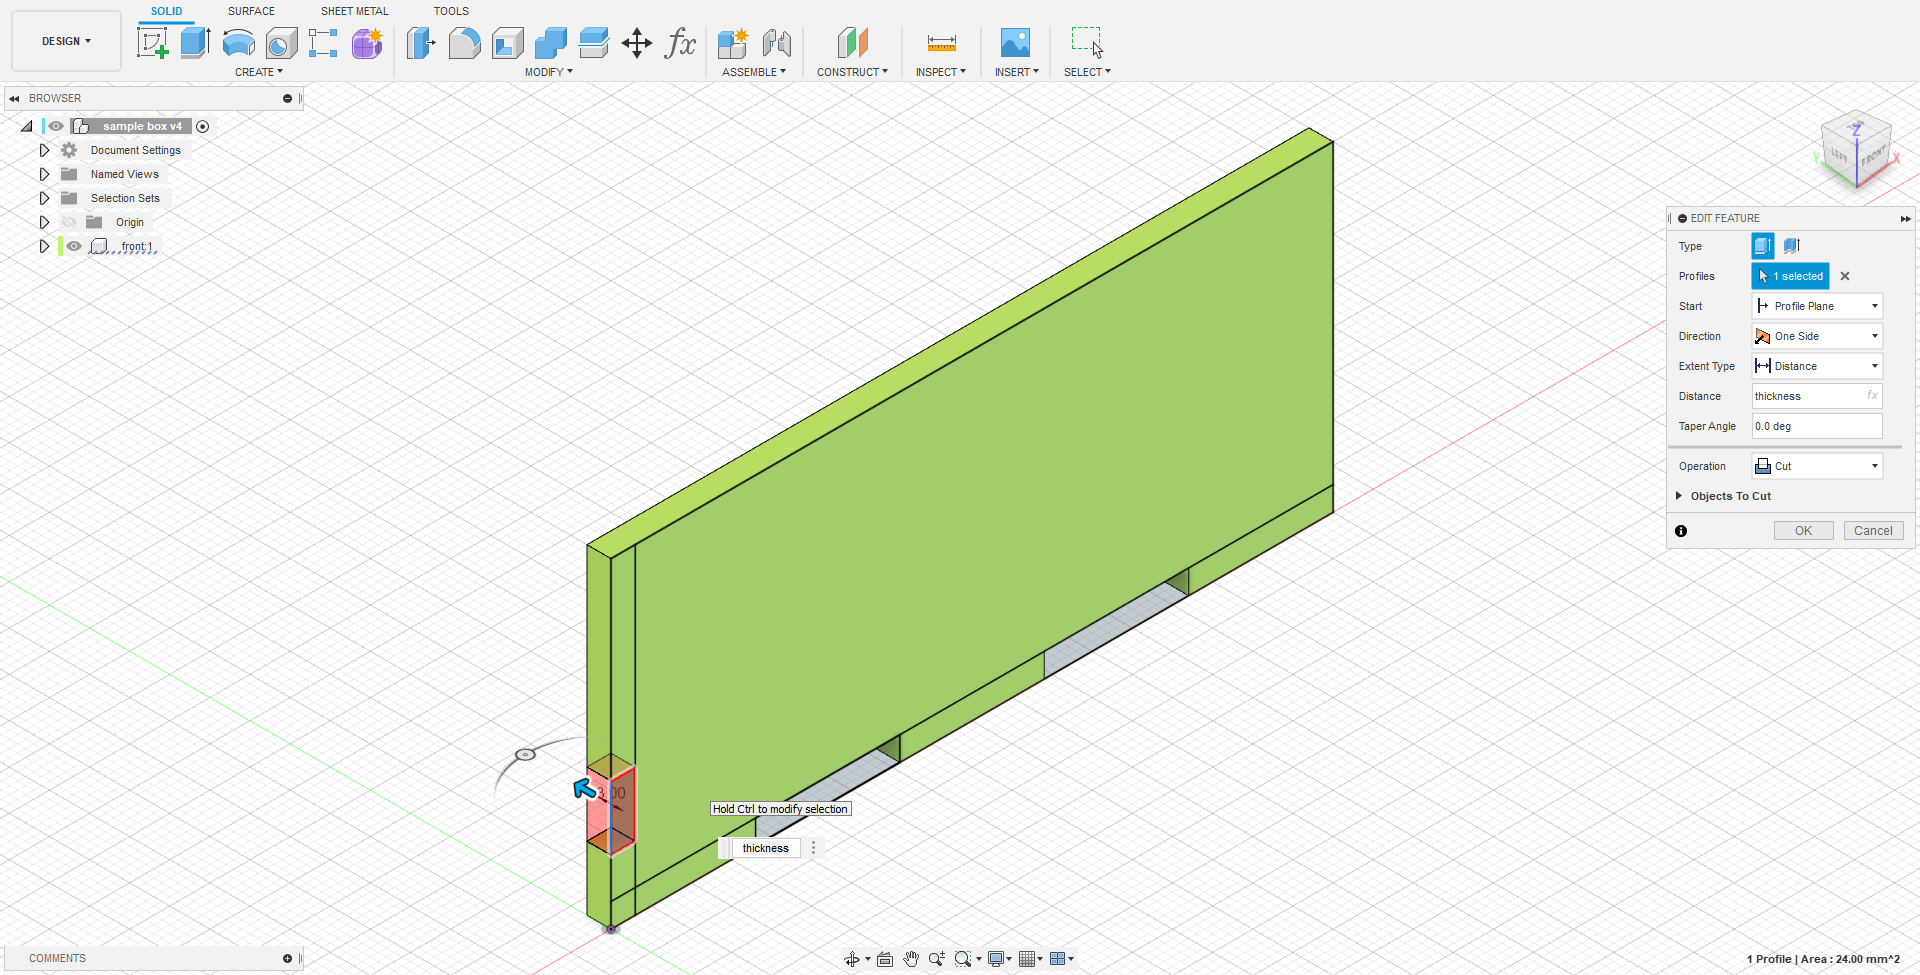 SOLID SURFACE SHEET METAL TOOLS
DESIGN
fx
CREATE MODIFY ASSEMBLE CONSTRUCT INSPECT INSERT SELECT
BROWSER
sample box v4
Document Settings
Named Views
Selection Sets
Origin
front:1
Z
LEFT FRONT
Y X
EDIT FEATURE
Type
Profiles 1 selected
Start Profile Plane
Direction One Side
Extent Type Distance
Distance thickness fx
Taper Angle 0.0 deg
Operation Cut
Objects To Cut
OK Cancel
3.00
Hold Ctrl to modify selection
thickness
COMMENTS
1 Profile | Area : 24.00 mm^2